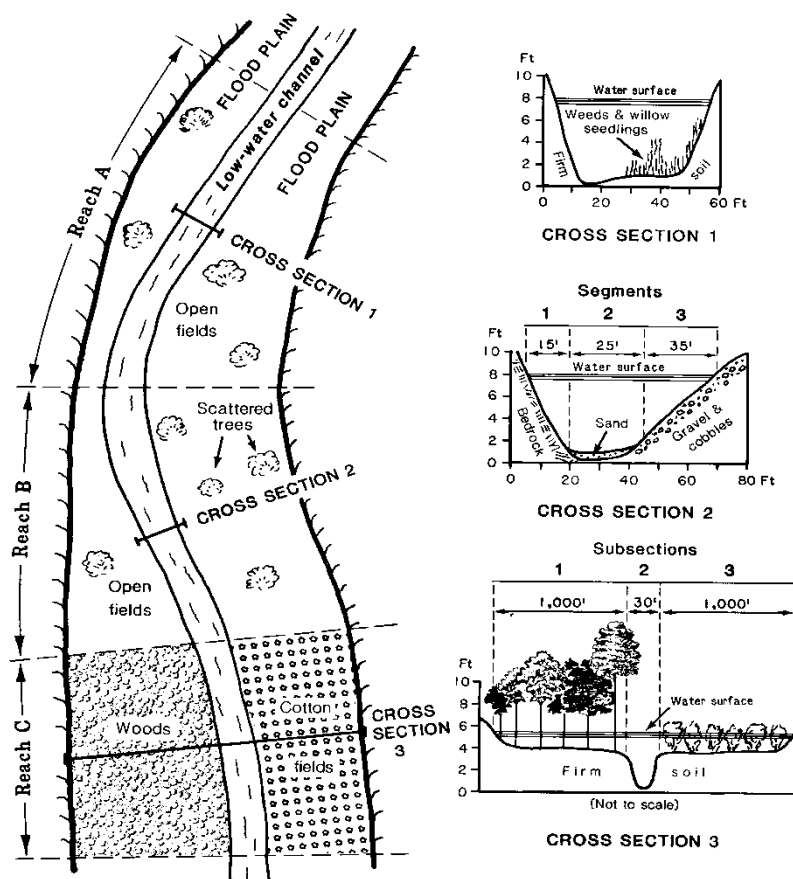 FLOOD PLAIN
Low-water channel
FLOOD PLAIN
Reach A
CROSS SECTION 1
Open
fields
Scattered
trees
Reach B
CROSS SECTION 2
Open
fields
Reach C
Woods
Cotton
fields
CROSS
SECTION
3
Ft
10
8
6
4
2
0
Water surface
Weeds & willow
seedlings
Firm
soil
0 20 40 60 Ft
CROSS SECTION 1
Segments
1 2 3
Ft
15' 25' 35'
10
8
6
4
2
0
Water surface
Sand
Bedrock
Gravel &
cobbles
0 20 40 60 80 Ft
CROSS SECTION 2
Subsections
1 2 3
1,000' 30' 1,000'
Ft
10
8
6
4
2
0
Water surface
Firm soil
(Not to scale)
CROSS SECTION 3